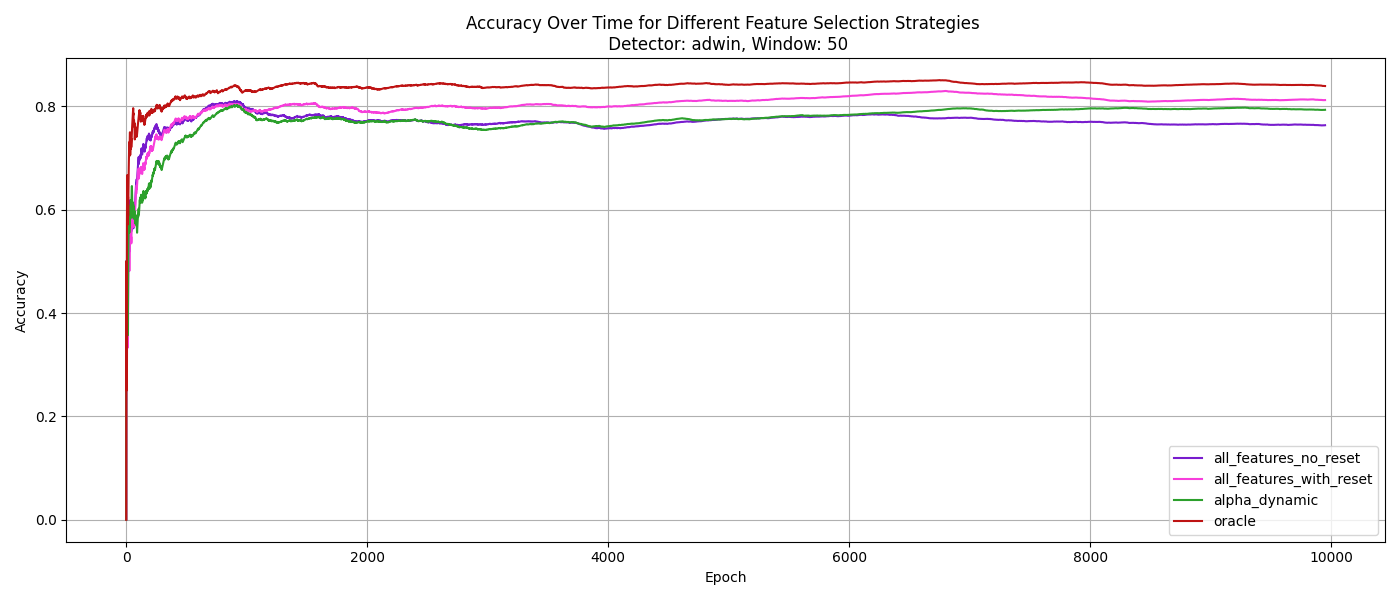 Accuracy Over Time for Different Feature Selection Strategies
Detector: adwin, Window: 50
Accuracy
0.8
0.6
0.4
0.2
0.0
0
2000
4000
6000
8000
10000
Epoch
all_features_no_reset
all_features_with_reset
alpha_dynamic
oracle